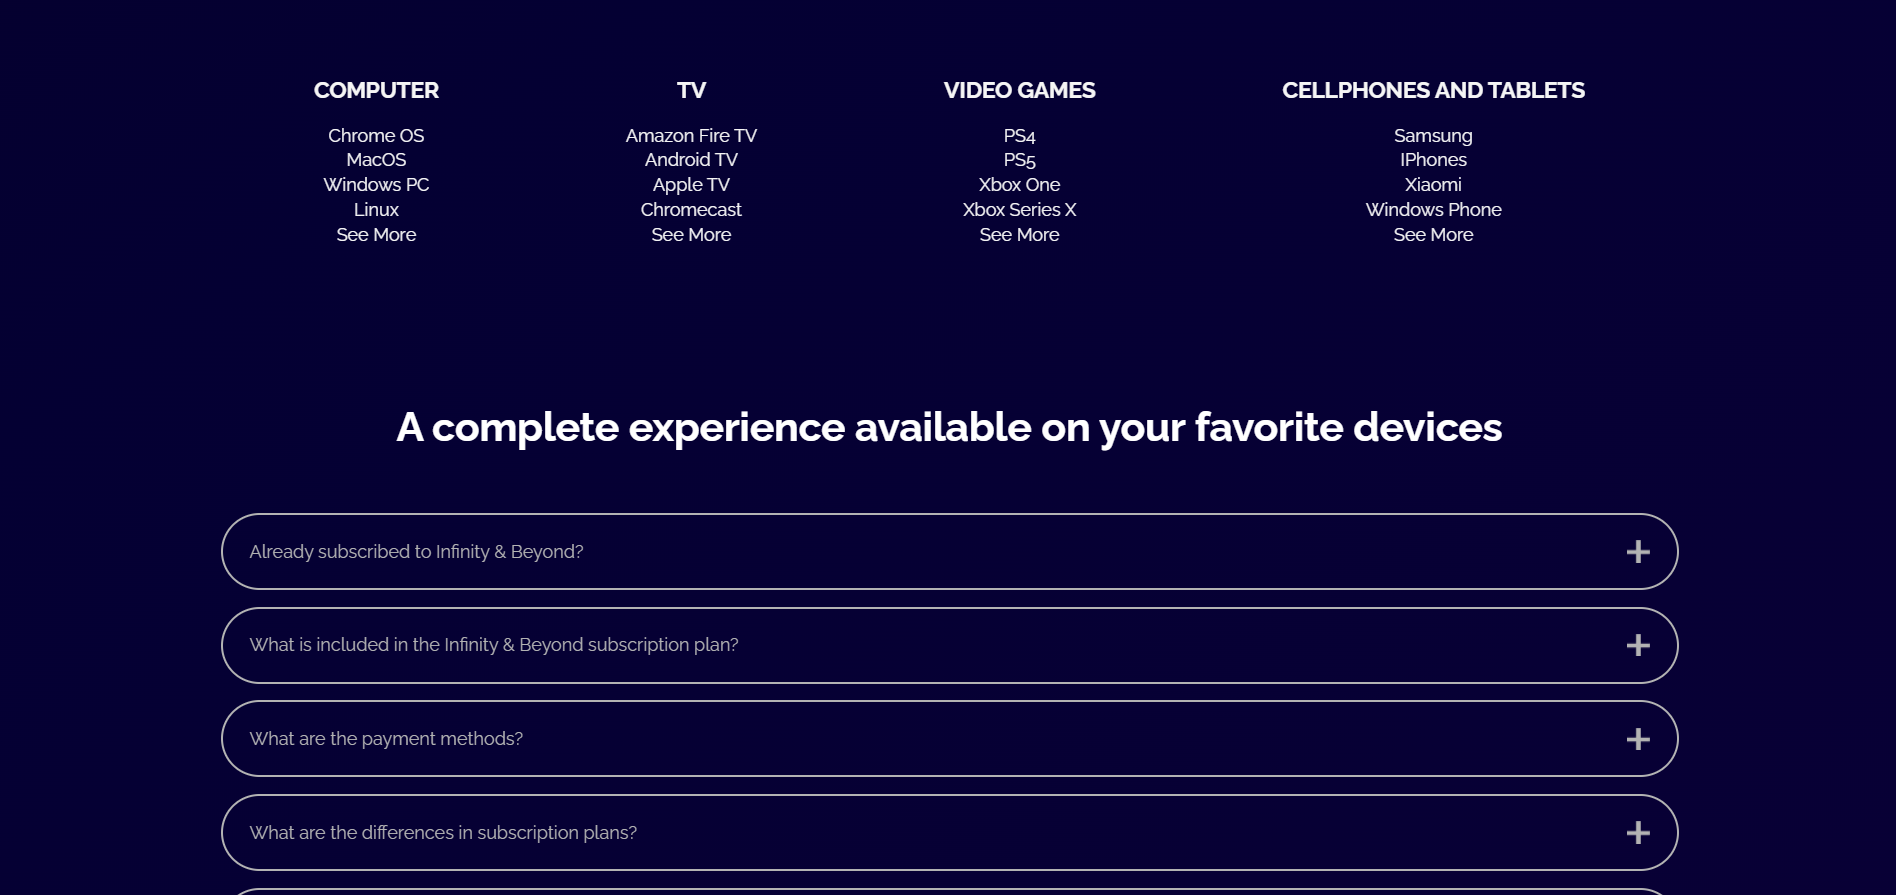 COMPUTER
Chrome OS
MacOS
Windows PC
Linux
See More
TV
Amazon Fire TV
Android TV
Apple TV
Chromecast
See More
VIDEO GAMES
PS4
PS5
Xbox One
Xbox Series X
See More
CELLPHONES AND TABLETS
Samsung
IPhones
Xiaomi
Windows Phone
See More
A complete experience available on your favorite devices
Already subscribed to Infinity & Beyond?
What is included in the Infinity & Beyond subscription plan?
What are the payment methods?
What are the differences in subscription plans?